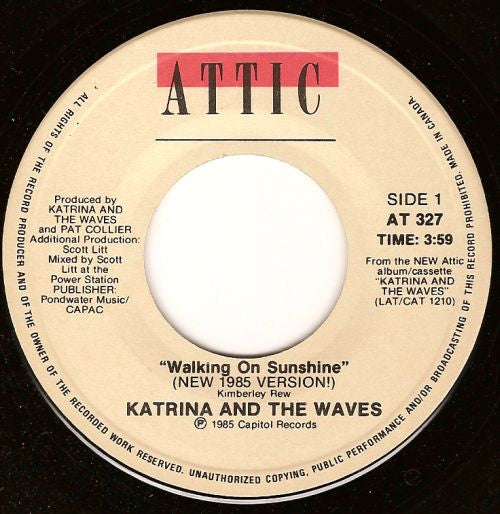 ATTIC
Produced by
KATRINA AND
THE WAVES
and PAT COLLIER
Additional Production:
Scott Litt
Mixed by Scott
Litt at the
Power Station
PUBLISHER:
Pondwater Music/
CAPAC
SIDE 1
AT 327
TIME: 3:59
From the NEW Attic
album/cassette
"KATRINA AND
THE WAVES"
(LAT/CAT 1210)
"Walking On Sunshine"
(NEW 1985 VERSION!)
Kimberley Rew
KATRINA AND THE WAVES
℗ 1985 Capitol Records
ALL RIGHTS OF THE RECORD PRODUCER AND OF THE OWNER OF THE RECORDED WORK RESERVED. UNAUTHORIZED COPYING, PUBLIC PERFORMANCE AND/OR BROADCASTING OF THIS RECORD PROHIBITED. MADE IN CANADA.